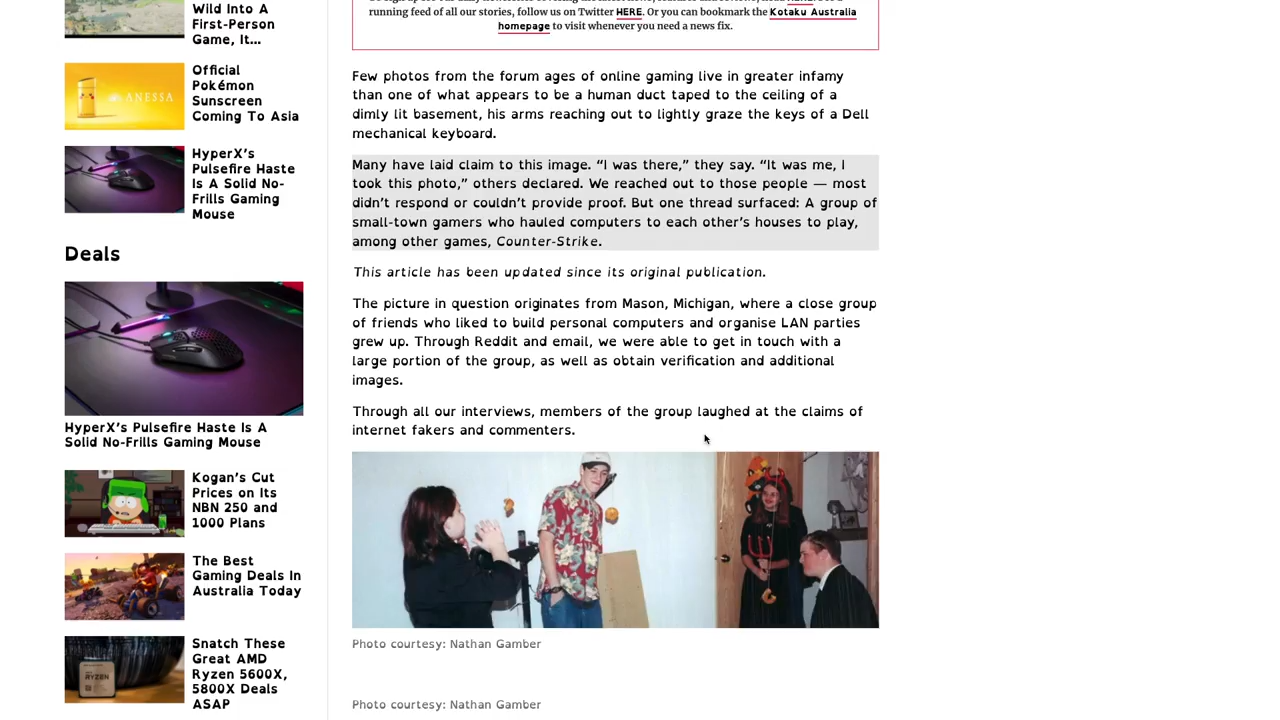 Wild Into A
First-Person
Game, It...
Official
Pokémon
Sunscreen
Coming To Asia
ANESSA
HyperX's
Pulsefire Haste
Is A Solid No-
Frills Gaming
Mouse
Deals
HyperX's Pulsefire Haste Is A
Solid No-Frills Gaming Mouse
Kogan's Cut
Prices on Its
NBN 250 and
1000 Plans
The Best
Gaming Deals In
Australia Today
Snatch These
Great AMD
Ryzen 5600X,
5800X Deals
ASAP
RYZEN
running feed of all our stories, follow us on Twitter HERE. Or you can bookmark the Kotaku Australia
homepage to visit whenever you need a news fix.
Few photos from the forum ages of online gaming live in greater infamy
than one of what appears to be a human duct taped to the ceiling of a
dimly lit basement, his arms reaching out to lightly graze the keys of a Dell
mechanical keyboard.
Many have laid claim to this image. “I was there,” they say. “It was me, I
took this photo,” others declared. We reached out to those people — most
didn’t respond or couldn’t provide proof. But one thread surfaced: A group of
small-town gamers who hauled computers to each other’s houses to play,
among other games, Counter-Strike.
This article has been updated since its original publication.
The picture in question originates from Mason, Michigan, where a close group
of friends who liked to build personal computers and organise LAN parties
grew up. Through Reddit and email, we were able to get in touch with a
large portion of the group, as well as obtain verification and additional
images.
Through all our interviews, members of the group laughed at the claims of
internet fakers and commenters.
Photo courtesy: Nathan Gamber
Photo courtesy: Nathan Gamber